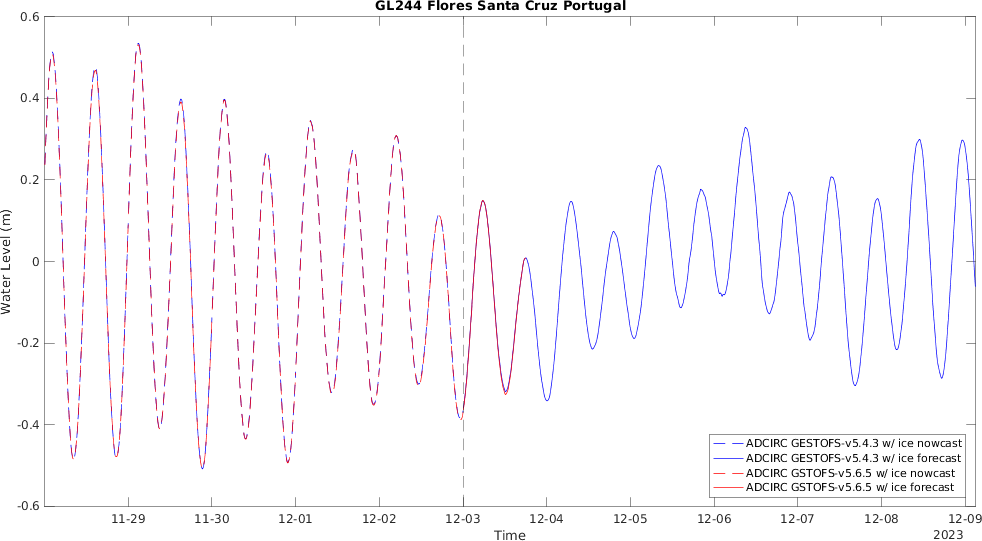 GL244 Flores Santa Cruz Portugal
0.6
0.4
0.2
0
-0.2
-0.4
-0.6
Water Level (m)
11-29 11-30 12-01 12-02 12-03 12-04 12-05 12-06 12-07 12-08 12-09
Time
2023
ADCIRC GESTOFS-v5.4.3 w/ ice nowcast
ADCIRC GESTOFS-v5.4.3 w/ ice forecast
ADCIRC GSTOFS-v5.6.5 w/ ice nowcast
ADCIRC GSTOFS-v5.6.5 w/ ice forecast